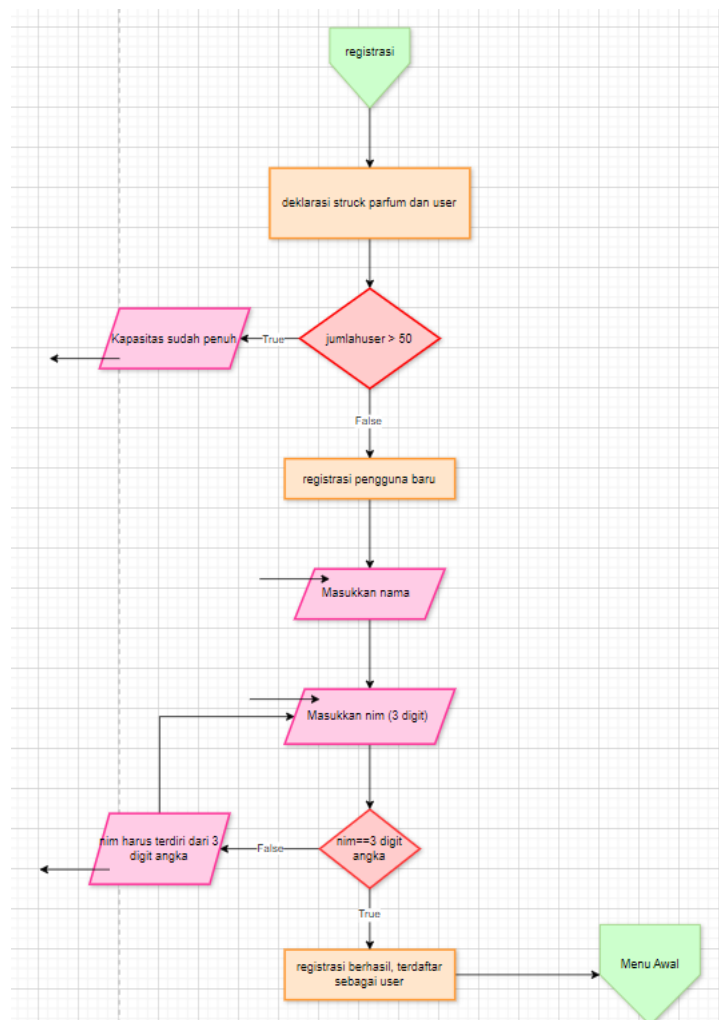 registrasi
deklarasi struck parfum dan user
jumlahuser > 50
True
Kapasitas sudah penuh
False
registrasi pengguna baru
Masukkan nama
Masukkan nim (3 digit)
nim==3 digit
angka
False
nim harus terdiri dari 3
digit angka
True
registrasi berhasil, terdaftar
sebagai user
Menu Awal